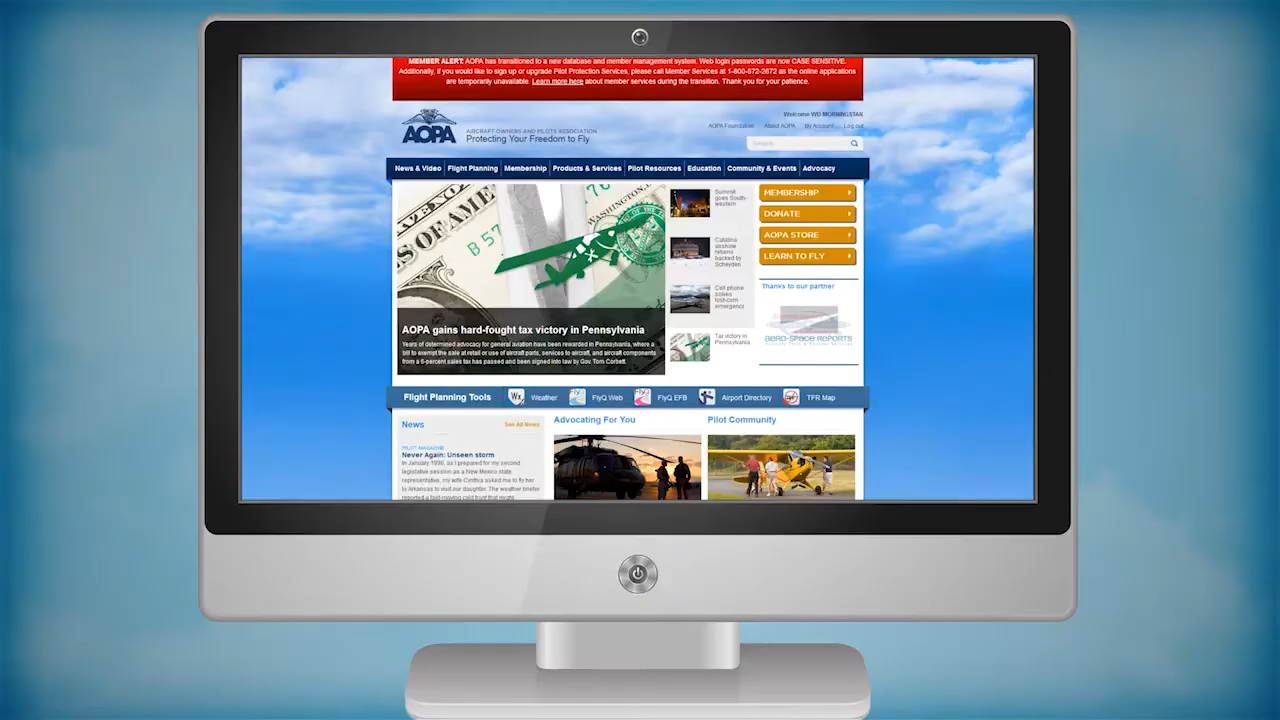 MEMBER ALERT: AOPA has transitioned to a new database and member management system. Web login passwords are now CASE SENSITIVE.
Additionally, if you would like to sign up or upgrade Pilot Protection Services, please call Member Services at 1-800-872-2672 as the online applications
are temporarily unavailable. Learn more here about member services during the transition. Thank you for your patience.
Welcome WD MORNINGSTAR
AOPA Foundation About AOPA My Account Log out
AOPA
AIRCRAFT OWNERS AND PILOTS ASSOCIATION
Protecting Your Freedom to Fly
Search
News & Video Flight Planning Membership Products & Services Pilot Resources Education Community & Events Advocacy
WASHINGTON,
B 57
AOPA gains hard-fought tax victory in Pennsylvania
Years of determined advocacy for general aviation have been rewarded in Pennsylvania, where a
bill to exempt the sale at retail or use of aircraft parts, services to aircraft, and aircraft components
from a 6-percent sales tax has passed and been signed into law by Gov. Tom Corbett.
Summit
goes South-
western
Catalina
airshow
returns
backed by
Scheyden
Cell phone
solves
lost-com
emergency
Tax victory in
Pennsylvania
MEMBERSHIP
DONATE
AOPA STORE
LEARN TO FLY
Thanks to our partner
AERO-SPACE REPORTS
Flight Planning Tools Wx Weather FlyQ Web FlyQ EFB Airport Directory TFR Map
News See All News
PILOT MAGAZINE
Never Again: Unseen storm
In January 1998, as I prepared for my second
legislative session as a New Mexico state
representative, my wife Cynthia asked me to fly her
to Arkansas to visit our daughter. The weather briefer
reported a fast-moving cold front that might
Advocating For You
Pilot Community